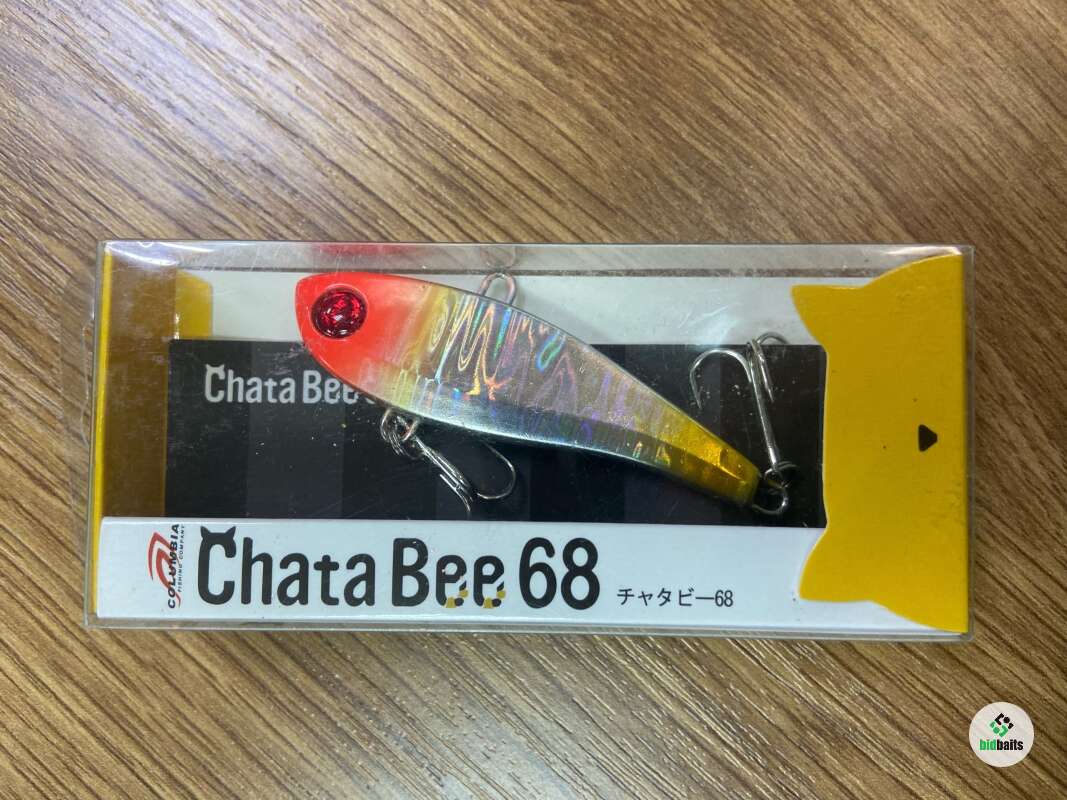 Chata Bee
COLUMBIA
FISHING COMPANY
Chata Bee 68
チャタビー68
bidbaits